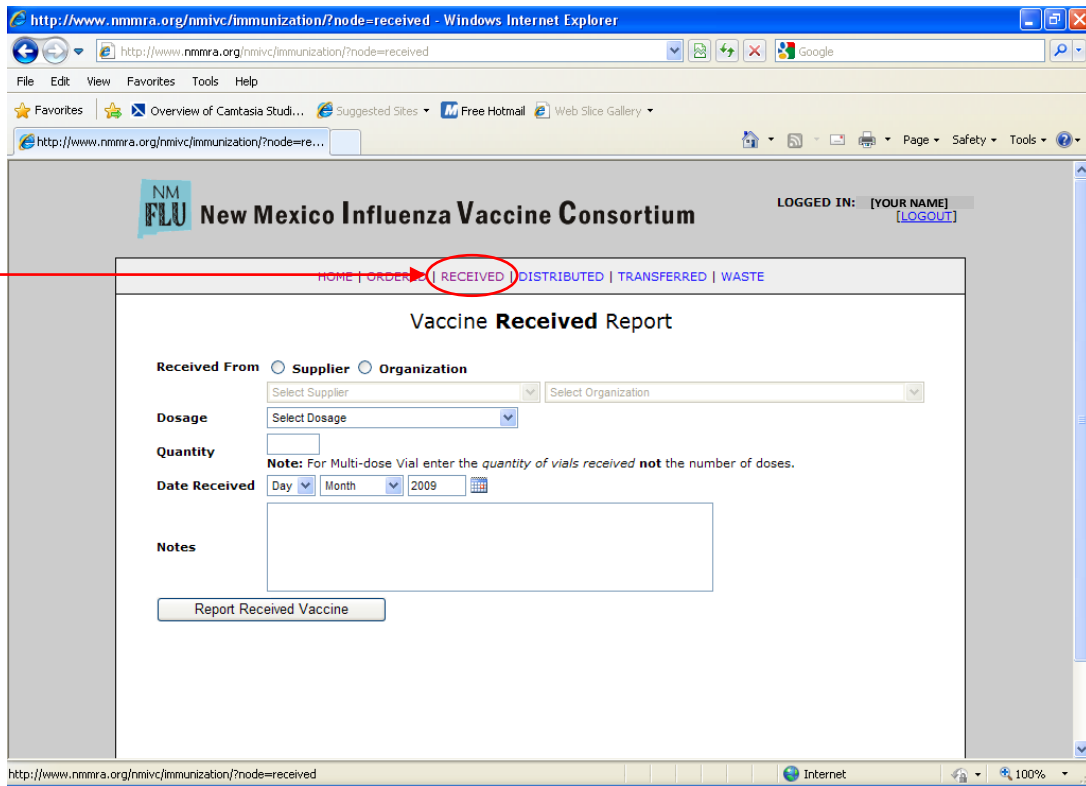 http://www.nmmra.org/nmivc/immunization/?node=received - Windows Internet Explorer
http://www.nmmra.org/nmivc/immunization/?node=received
Google
File Edit View Favorites Tools Help
Favorites Overview of Camtasia Studi... Suggested Sites Free Hotmail Web Slice Gallery
http://www.nmmra.org/nmivc/immunization/?node=re...
Page Safety Tools
NM
FLU New Mexico Influenza Vaccine Consortium
LOGGED IN: [YOUR NAME]
[LOGOUT]
HOME | ORDERED | RECEIVED | DISTRIBUTED | TRANSFERRED | WASTE
Vaccine Received Report
Received From Supplier Organization
Select Supplier Select Organization
Dosage Select Dosage
Quantity
Note: For Multi-dose Vial enter the quantity of vials received not the number of doses.
Date Received Day Month 2009
Notes
Report Received Vaccine
http://www.nmmra.org/nmivc/immunization/?node=received Internet 100%